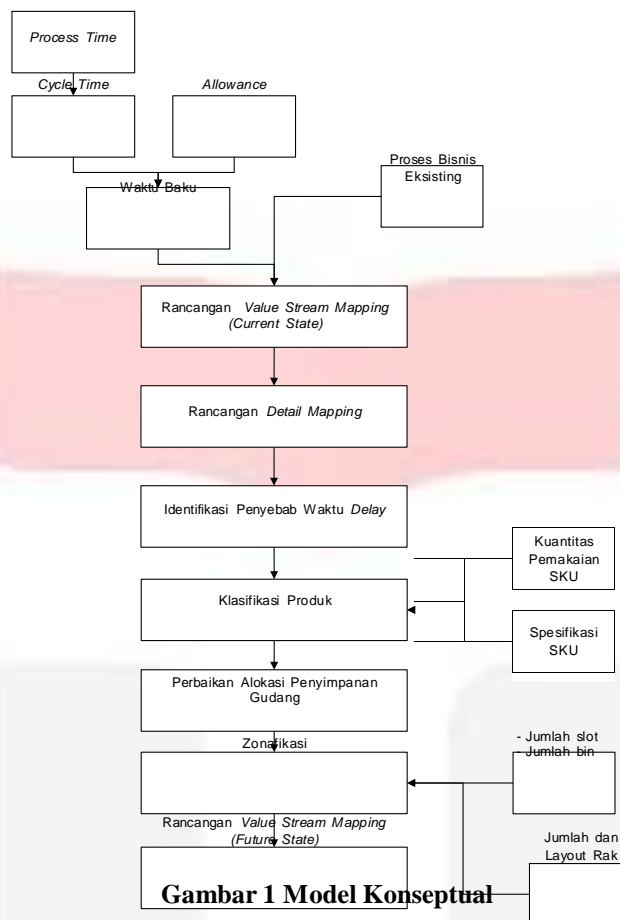 Process Time
Cycle Time
Allowance
Waktu Baku
Proses Bisnis
Eksisting
Rancangan Value Stream Mapping
(Current State)
Rancangan Detail Mapping
Identifikasi Penyebab Waktu Delay
Kuantitas
Pemakaian
SKU
Klasifikasi Produk
Spesifikasi
SKU
Perbaikan Alokasi Penyimpanan
Gudang
Zonafikasi
- Jumlah slot
- Jumlah bin
Rancangan Value Stream Mapping
(Future State)
Jumlah dan
Layout Rak
Gambar 1 Model Konseptual